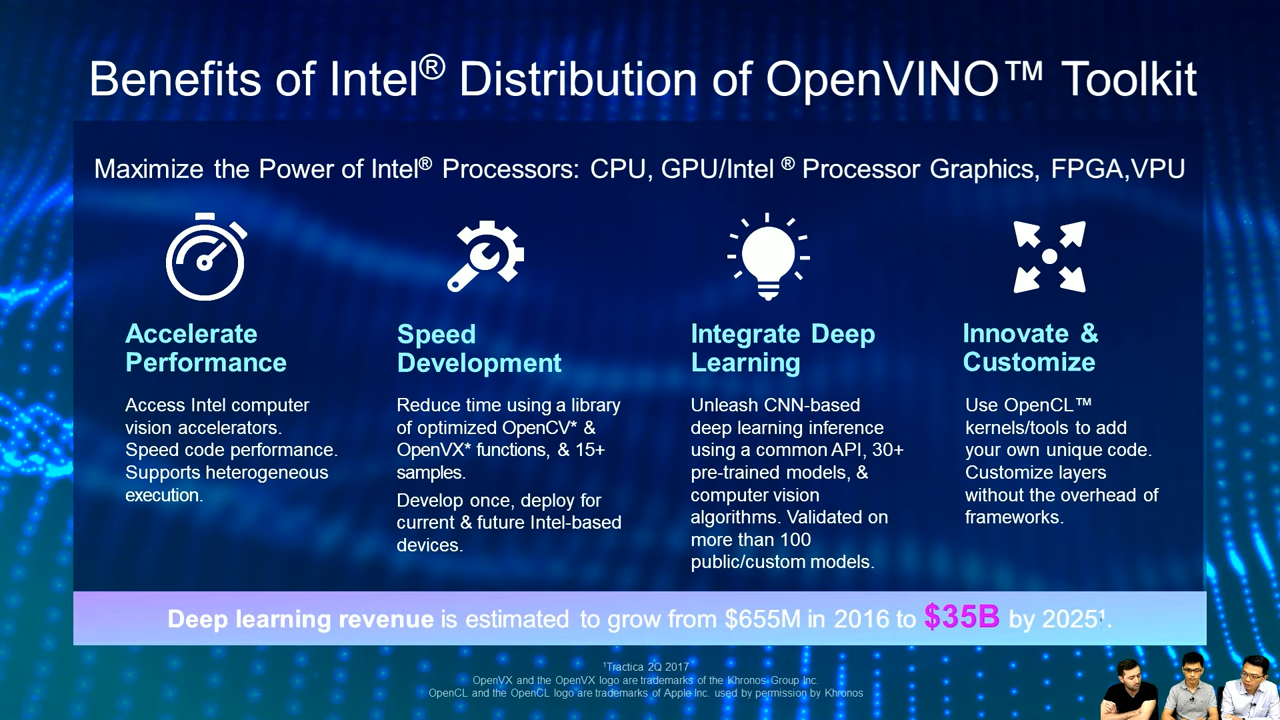 Benefits of Intel® Distribution of OpenVINO™ Toolkit
Maximize the Power of Intel® Processors: CPU, GPU/Intel ® Processor Graphics, FPGA,VPU
Accelerate
Performance
Access Intel computer
vision accelerators.
Speed code performance.
Supports heterogeneous
execution.
Speed
Development
Reduce time using a library
of optimized OpenCV* &
OpenVX* functions, & 15+
samples.
Develop once, deploy for
current & future Intel-based
devices.
Integrate Deep
Learning
Unleash CNN-based
deep learning inference
using a common API, 30+
pre-trained models, &
computer vision
algorithms. Validated on
more than 100
public/custom models.
Innovate &
Customize
Use OpenCL™
kernels/tools to add
your own unique code.
Customize layers
without the overhead of
frameworks.
Deep learning revenue is estimated to grow from $655M in 2016 to $35B by 2025¹.
¹Tractica 2Q 2017
OpenVX and the OpenVX logo are trademarks of the Khronos Group Inc.
OpenCL and the OpenCL logo are trademarks of Apple Inc. used by permission by Khronos